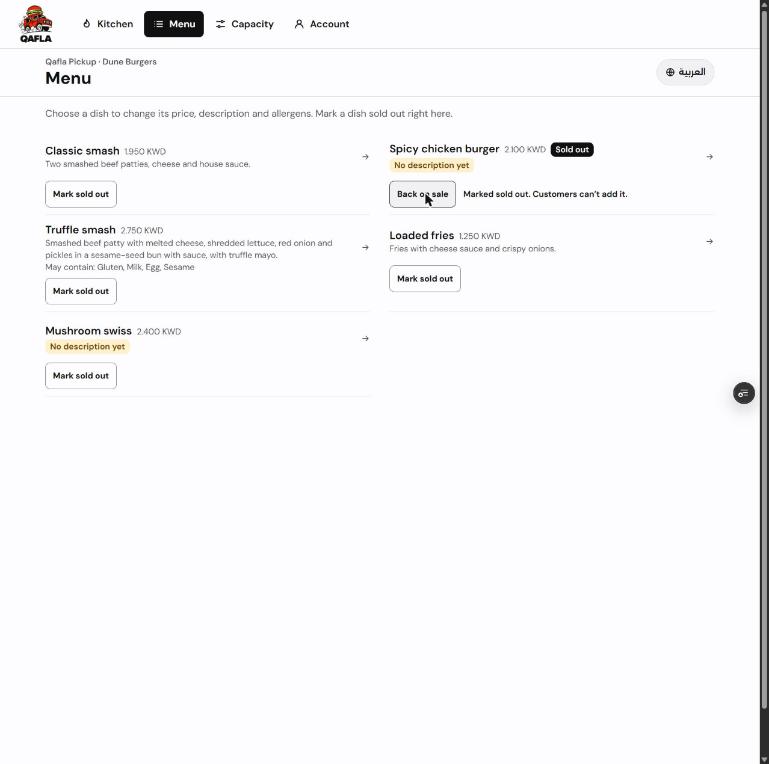 QAFLA
Kitchen
Menu
Capacity
Account
Qafla Pickup · Dune Burgers
Menu
العربية
Choose a dish to change its price, description and allergens. Mark a dish sold out right here.
Classic smash 1.950 KWD
Two smashed beef patties, cheese and house sauce.
Mark sold out
Spicy chicken burger 2.100 KWD Sold out
No description yet
Back on sale Marked sold out. Customers can't add it.
Truffle smash 2.750 KWD
Smashed beef patty with melted cheese, shredded lettuce, red onion and
pickles in a sesame-seed bun with sauce, with truffle mayo.
May contain: Gluten, Milk, Egg, Sesame
Mark sold out
Loaded fries 1.250 KWD
Fries with cheese sauce and crispy onions.
Mark sold out
Mushroom swiss 2.400 KWD
No description yet
Mark sold out